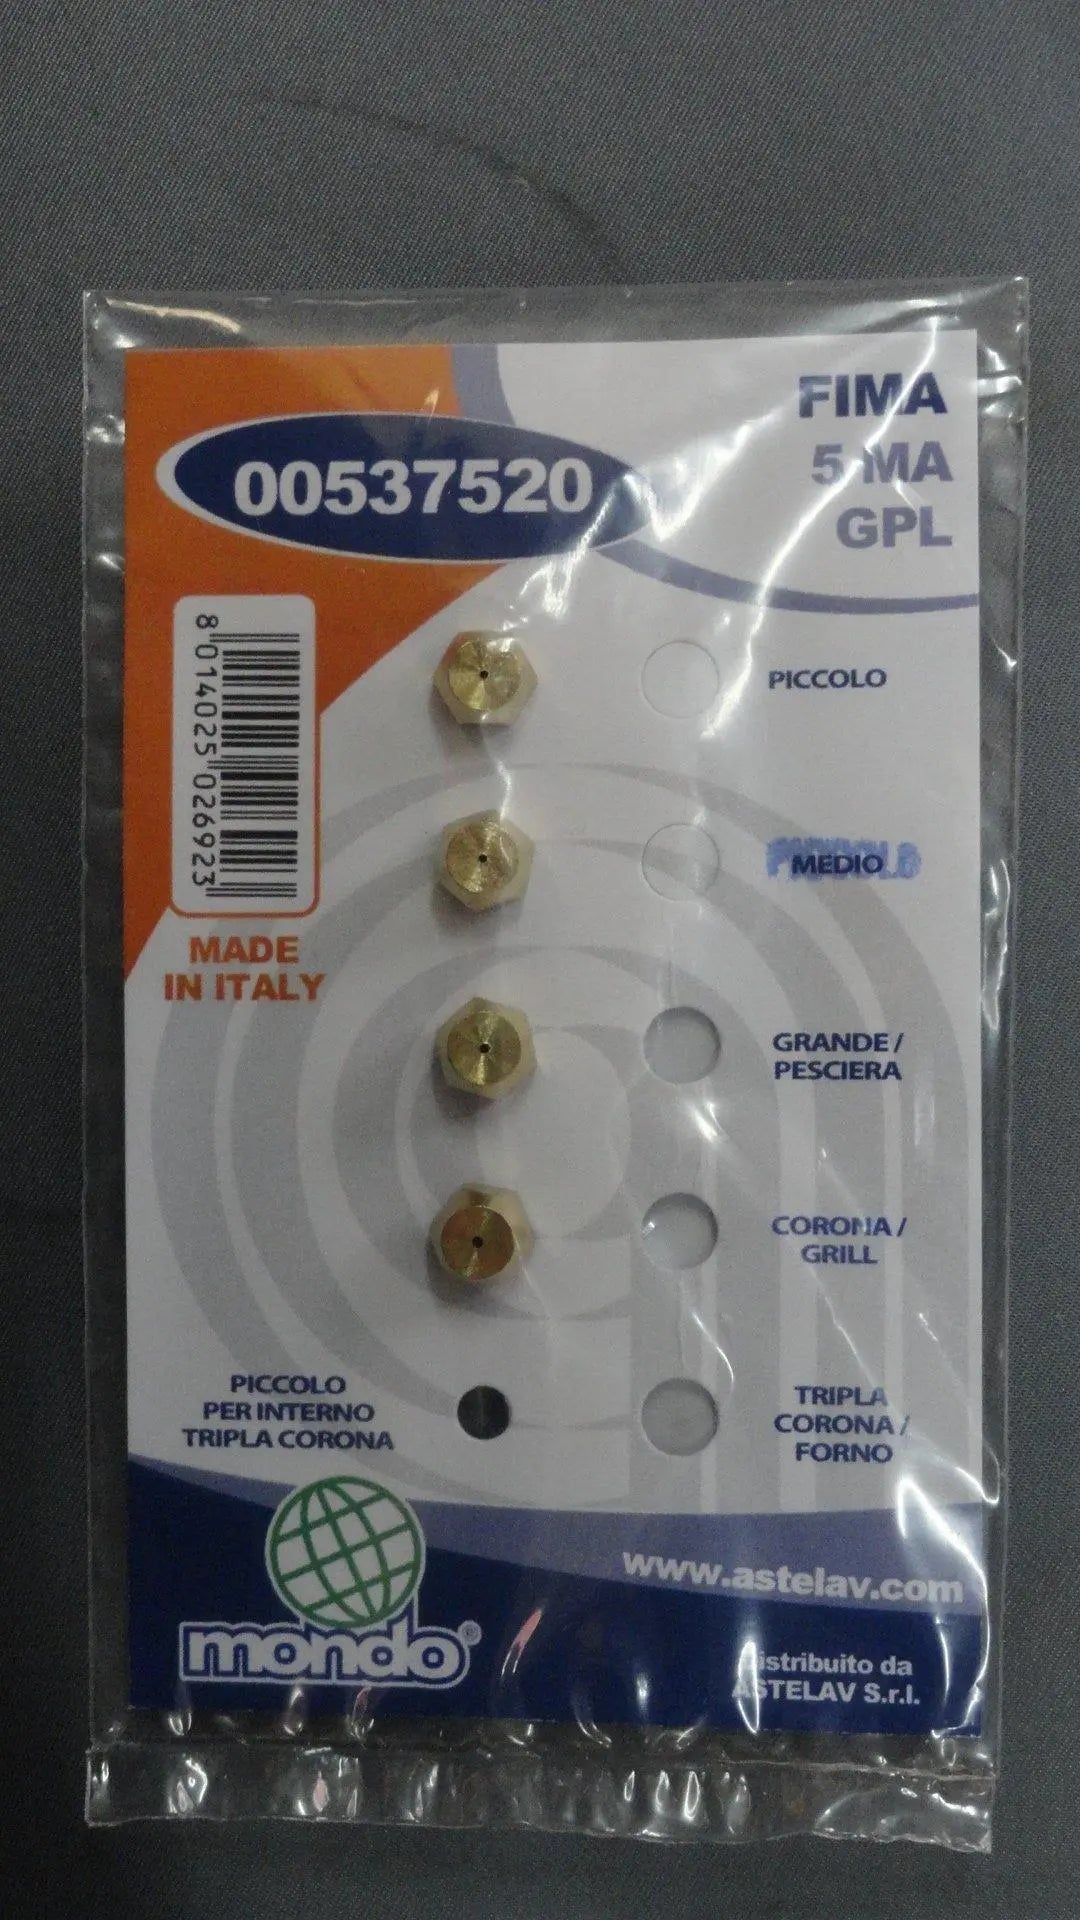 FIMA
5 MA
GPL
00537520
8 014025 026923
MADE
IN ITALY
PICCOLO
MEDIO
GRANDE /
PESCIERA
CORONA /
GRILL
PICCOLO
PER INTERNO
TRIPLA CORONA
TRIPLA
CORONA /
FORNO
www.astelav.com
mondo®
Distribuito da
ASTELAV S.r.l.